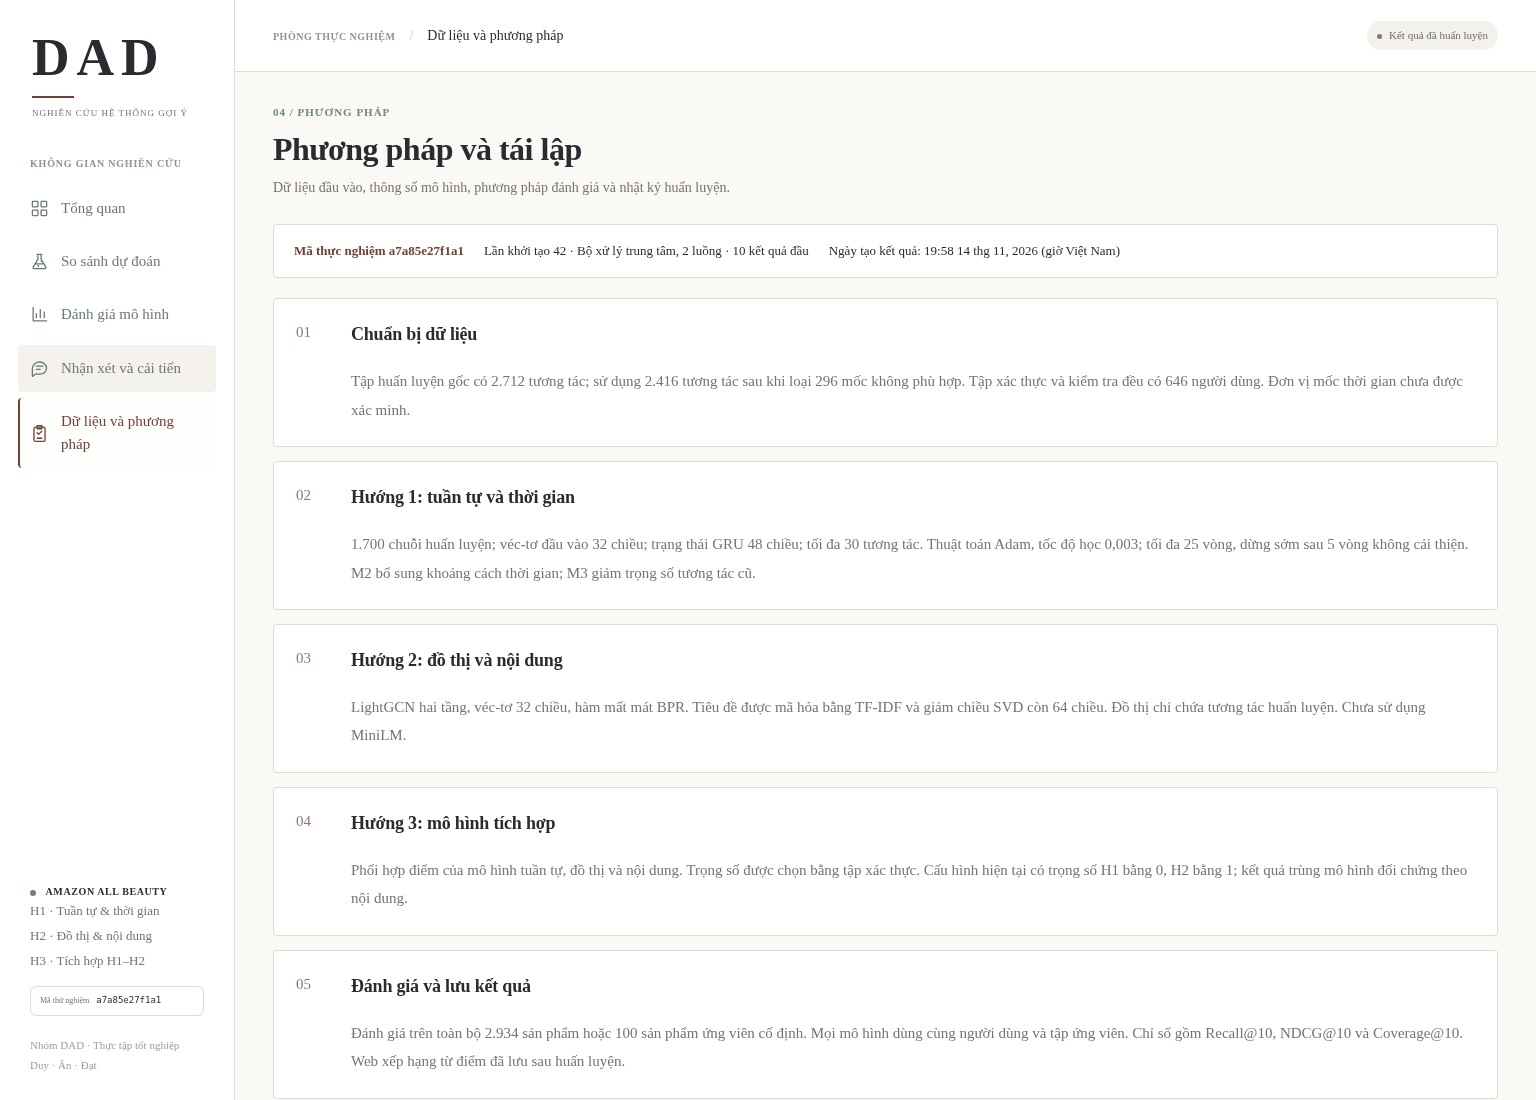 DAD
NGHIÊN CỨU HỆ THỐNG GỢI Ý
KHÔNG GIAN NGHIÊN CỨU
Tổng quan
So sánh dự đoán
Đánh giá mô hình
Nhận xét và cải tiến
Dữ liệu và phương
pháp
AMAZON ALL BEAUTY
H1 · Tuần tự & thời gian
H2 · Đồ thị & nội dung
H3 · Tích hợp H1–H2
Mã thử nghiệm a7a85e27f1a1
Nhóm DAD · Thực tập tốt nghiệp
Duy · Ân · Đạt
PHÒNG THỰC NGHIỆM / Dữ liệu và phương pháp
Kết quả đã huấn luyện
04 / PHƯƠNG PHÁP
Phương pháp và tái lập
Dữ liệu đầu vào, thông số mô hình, phương pháp đánh giá và nhật ký huấn luyện.
Mã thực nghiệm a7a85e27f1a1 Lần khởi tạo 42 · Bộ xử lý trung tâm, 2 luồng · 10 kết quả đầu Ngày tạo kết quả: 19:58 14 thg 11, 2026 (giờ Việt Nam)
01 Chuẩn bị dữ liệu
Tập huấn luyện gốc có 2.712 tương tác; sử dụng 2.416 tương tác sau khi loại 296 mốc không phù hợp. Tập xác thực và kiểm tra đều có 646 người dùng. Đơn vị mốc thời gian chưa được
xác minh.
02 Hướng 1: tuần tự và thời gian
1.700 chuỗi huấn luyện; véc-tơ đầu vào 32 chiều; trạng thái GRU 48 chiều; tối đa 30 tương tác. Thuật toán Adam, tốc độ học 0,003; tối đa 25 vòng, dừng sớm sau 5 vòng không cải thiện.
M2 bổ sung khoảng cách thời gian; M3 giảm trọng số tương tác cũ.
03 Hướng 2: đồ thị và nội dung
LightGCN hai tầng, véc-tơ 32 chiều, hàm mất mát BPR. Tiêu đề được mã hóa bằng TF-IDF và giảm chiều SVD còn 64 chiều. Đồ thị chỉ chứa tương tác huấn luyện. Chưa sử dụng
MiniLM.
04 Hướng 3: mô hình tích hợp
Phối hợp điểm của mô hình tuần tự, đồ thị và nội dung. Trọng số được chọn bằng tập xác thực. Cấu hình hiện tại có trọng số H1 bằng 0, H2 bằng 1; kết quả trùng mô hình đối chứng theo
nội dung.
05 Đánh giá và lưu kết quả
Đánh giá trên toàn bộ 2.934 sản phẩm hoặc 100 sản phẩm ứng viên cố định. Mọi mô hình dùng cùng người dùng và tập ứng viên. Chỉ số gồm Recall@10, NDCG@10 và Coverage@10.
Web xếp hạng từ điểm đã lưu sau huấn luyện.